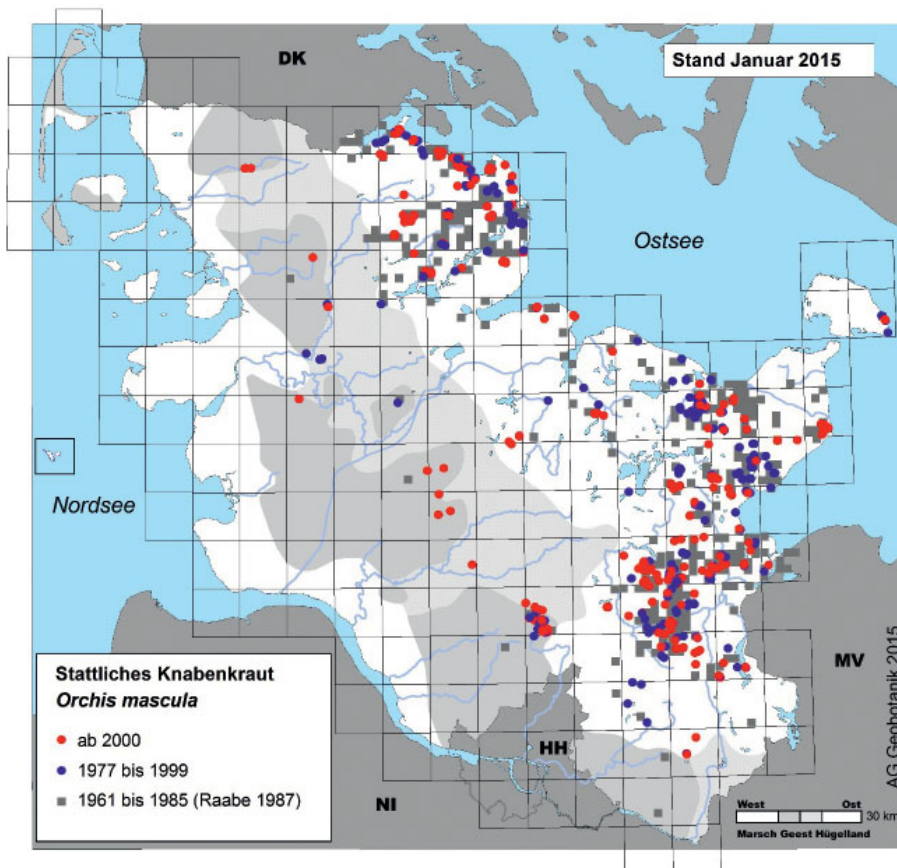 DK
Stand Januar 2015
Ostsee
Nordsee
Stattliches Knabenkraut
Orchis mascula
ab 2000
1977 bis 1999
1961 bis 1985 (Raabe 1987)
HH
NI
MV
AG Geobotanik 2015
West Ost
30 km
Marsch Geest Hügelland